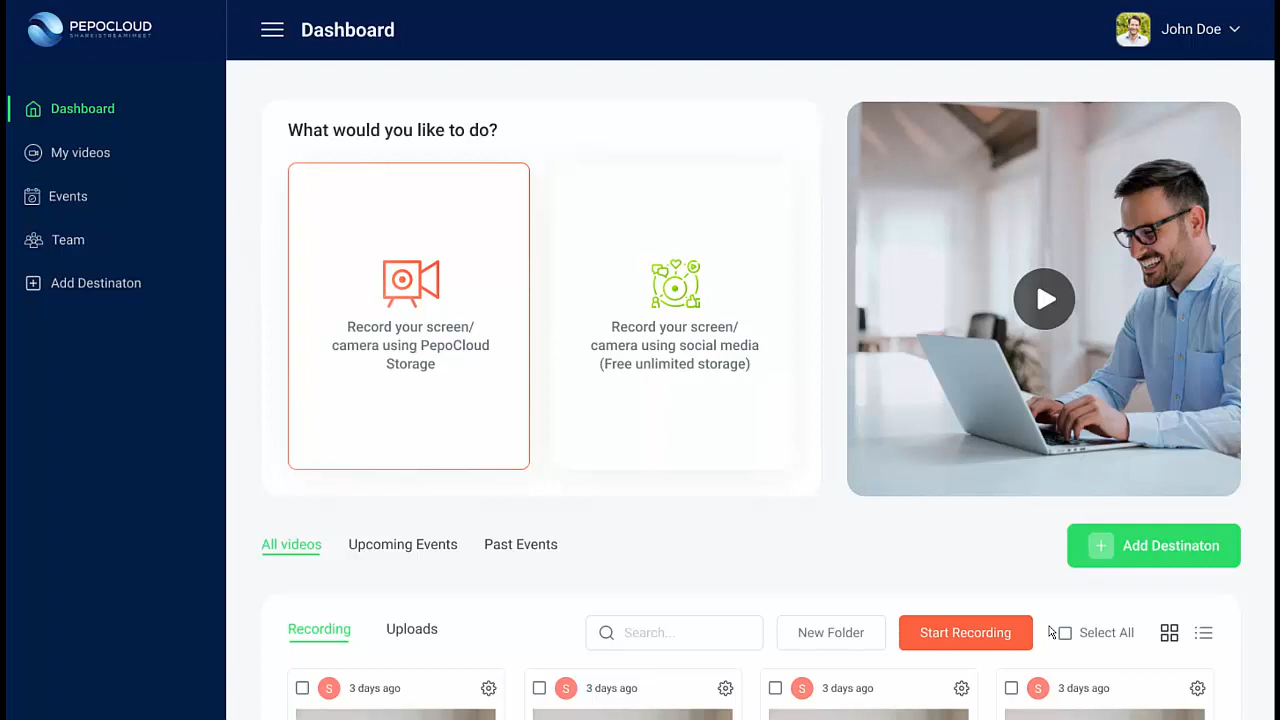 PEPOCLOUD
SHARE|STREAM|MEET
Dashboard
John Doe
Dashboard
My videos
Events
Team
Add Destinaton
What would you like to do?
Record your screen/
camera using PepoCloud
Storage
Record your screen/
camera using social media
(Free unlimited storage)
All videos
Upcoming Events
Past Events
+ Add Destinaton
Recording
Uploads
Search...
New Folder
Start Recording
Select All
S 3 days ago
S 3 days ago
S 3 days ago
S 3 days ago